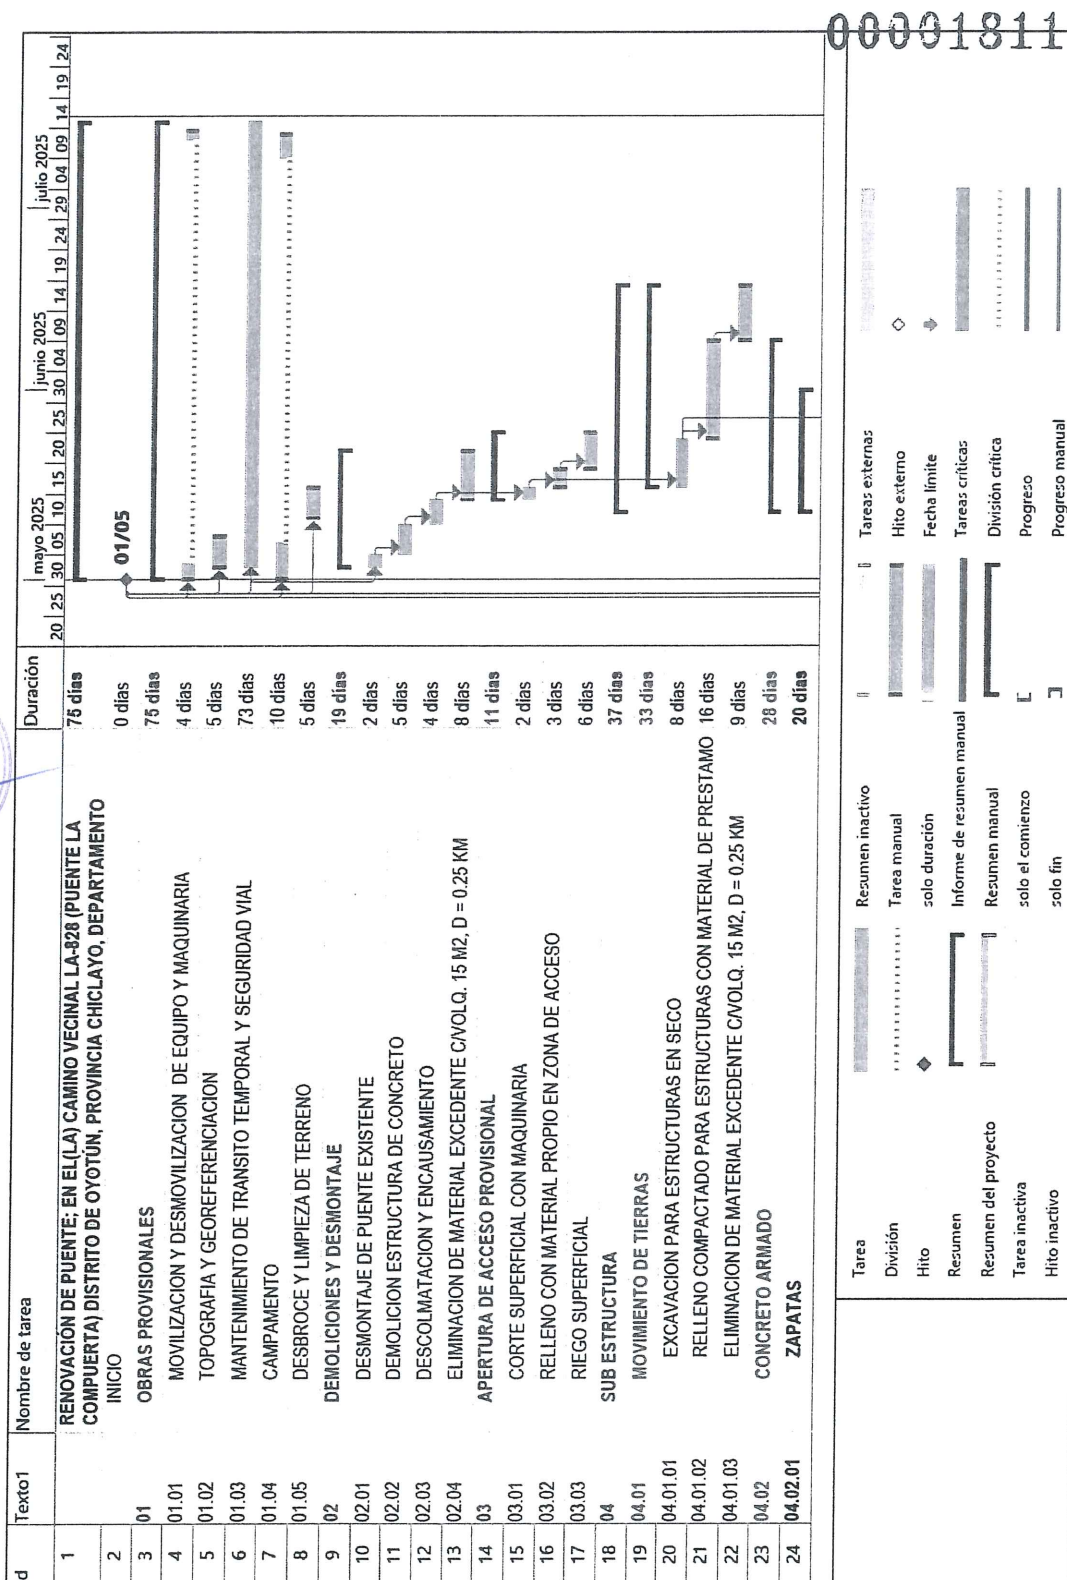 00001811
d Texto1 Nombre de tarea Duración
mayo 2025 junio 2025 julio 2025
20 25 30 05 10 15 20 25 30 04 09 14 19 24 29 04 09 14 19 24
1 RENOVACIÓN DE PUENTE; EN EL(LA) CAMINO VECINAL LA-828 (PUENTE LA 75 días
COMPUERTA) DISTRITO DE OYOTÚN, PROVINCIA CHICLAYO, DEPARTAMENTO
2 INICIO 0 días 01/05
3 01 OBRAS PROVISIONALES 75 días
4 01.01 MOVILIZACION Y DESMOVILIZACION DE EQUIPO Y MAQUINARIA 4 días
5 01.02 TOPOGRAFIA Y GEOREFERENCIACION 5 días
6 01.03 MANTENIMIENTO DE TRANSITO TEMPORAL Y SEGURIDAD VIAL 73 días
7 01.04 CAMPAMENTO 10 días
8 01.05 DESBROCE Y LIMPIEZA DE TERRENO 5 días
9 02 DEMOLICIONES Y DESMONTAJE 19 días
10 02.01 DESMONTAJE DE PUENTE EXISTENTE 2 días
11 02.02 DEMOLICION ESTRUCTURA DE CONCRETO 5 días
12 02.03 DESCOLMATACION Y ENCAUSAMIENTO 4 días
13 02.04 ELIMINACION DE MATERIAL EXCEDENTE C/VOLQ. 15 M2, D = 0.25 KM 8 días
14 03 APERTURA DE ACCESO PROVISIONAL 11 días
15 03.01 CORTE SUPERFICIAL CON MAQUINARIA 2 días
16 03.02 RELLENO CON MATERIAL PROPIO EN ZONA DE ACCESO 3 días
17 03.03 RIEGO SUPERFICIAL 6 días
18 04 SUB ESTRUCTURA 37 días
19 04.01 MOVIMIENTO DE TIERRAS 33 días
20 04.01.01 EXCAVACION PARA ESTRUCTURAS EN SECO 8 días
21 04.01.02 RELLENO COMPACTADO PARA ESTRUCTURAS CON MATERIAL DE PRESTAMO 16 días
22 04.01.03 ELIMINACION DE MATERIAL EXCEDENTE C/VOLQ. 15 M2, D = 0.25 KM 9 días
23 04.02 CONCRETO ARMADO 28 días
24 04.02.01 ZAPATAS 20 días
Tarea Resumen inactivo Tareas externas
División Tarea manual Hito externo
Hito solo duración Fecha límite
Resumen Informe de resumen manual Tareas críticas
Resumen del proyecto Resumen manual División crítica
Tarea inactiva solo el comienzo Progreso
Hito inactivo solo fin Progreso manual